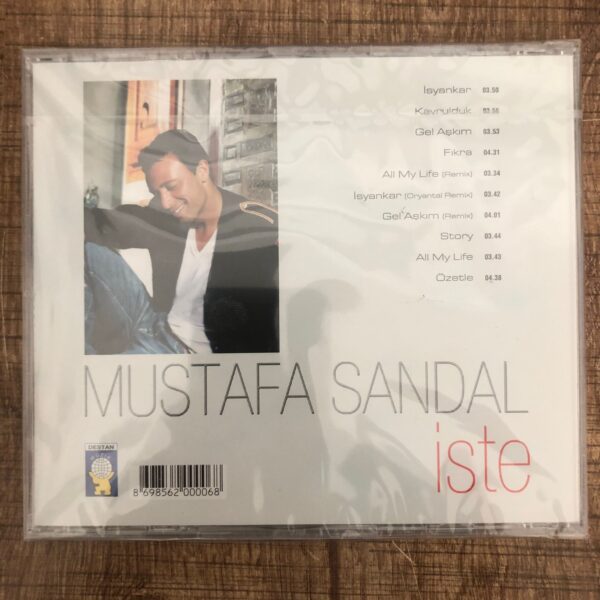 İsyankar 03.50
Kavrulduk 03.56
Gel Aşkım 03.53
Fıkra 04.31
All My Life (Remix) 03.34
İsyankar (Oryantal Remix) 03.42
Gel Aşkım (Remix) 04.01
Story 03.44
All My Life 03.43
Özetle 04.38
MUSTAFA SANDAL
iste
DESTAN
8 698562 000068